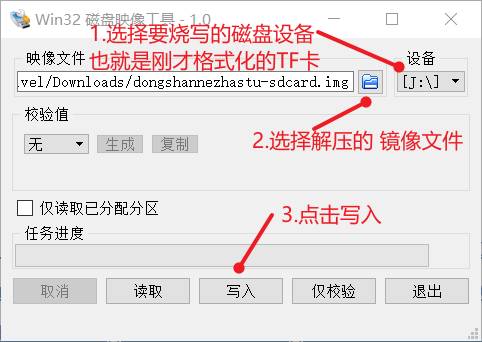 Win32 磁盘映像工具 - 1.0
1.选择要烧写的磁盘设备
也就是刚才格式化的TF卡
映像文件
设备
vel/Downloads/dongshannezhastu-sdcard.img
[J:\]
2.选择解压的 镜像文件
校验值
无
生成
复制
仅读取已分配分区
3.点击写入
任务进度
取消
读取
写入
仅校验
退出